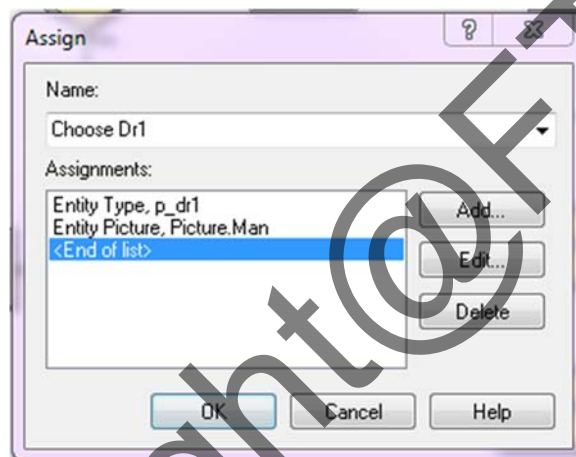 Assign
Name:
Choose Dr1
Assignments:
Entity Type, p_dr1
Entity Picture, Picture.Man
<End of list>
Add...
Edit...
Delete
OK
Cancel
Help